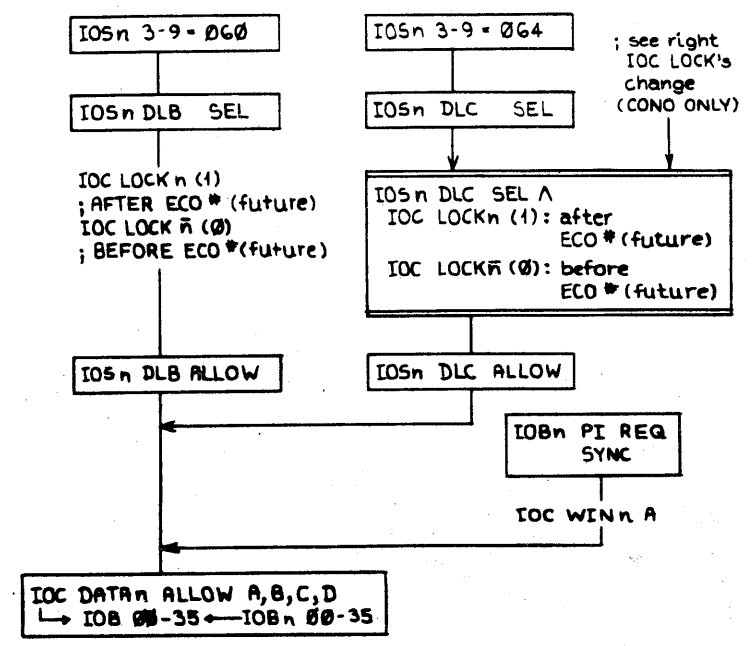 IOSn 3-9 = Ø6Ø
IOSn 3-9 = Ø64
; see right
IOC LOCK's
change
(CONO ONLY)
IOSn DLB SEL
IOSn DLC SEL
IOC LOCK n (1)
; AFTER ECO # (future)
IOC LOCK n̄ (Ø)
; BEFORE ECO # (future)
IOSn DLC SEL ∧
IOC LOCKn (1): after
ECO # (future)
IOC LOCKn̄ (Ø): before
ECO # (future)
IOSn DLB ALLOW
IOSn DLC ALLOW
IOBn PI REQ
SYNC
IOC WINn A
IOC DATAn ALLOW A,B,C,D
↳ IOB ØØ-35 ← IOBn ØØ-35